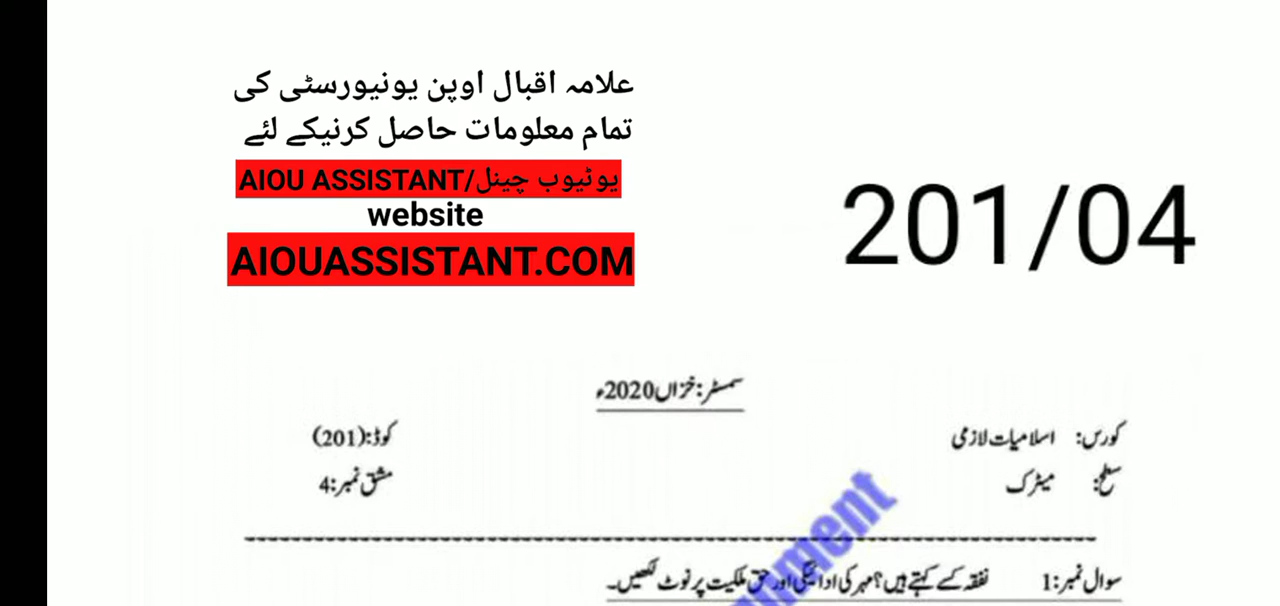 علامہ اقبال اوپن یونیورسٹی کی
تمام معلومات حاصل کرنیکے لئے
یوٹیوب چینل/AIOU ASSISTANT
website
AIOUASSISTANT.COM
201/04
سمسٹر: خزاں 2020ء
کورس: اسلامیات لازمی کوڈ: (201)
سطح: میٹرک مشق نمبر: 4
سوال نمبر: 1 نفقہ کسے کہتے ہیں؟ مہر کی ادائیگی اور حق ملکیت پر نوٹ لکھیں۔